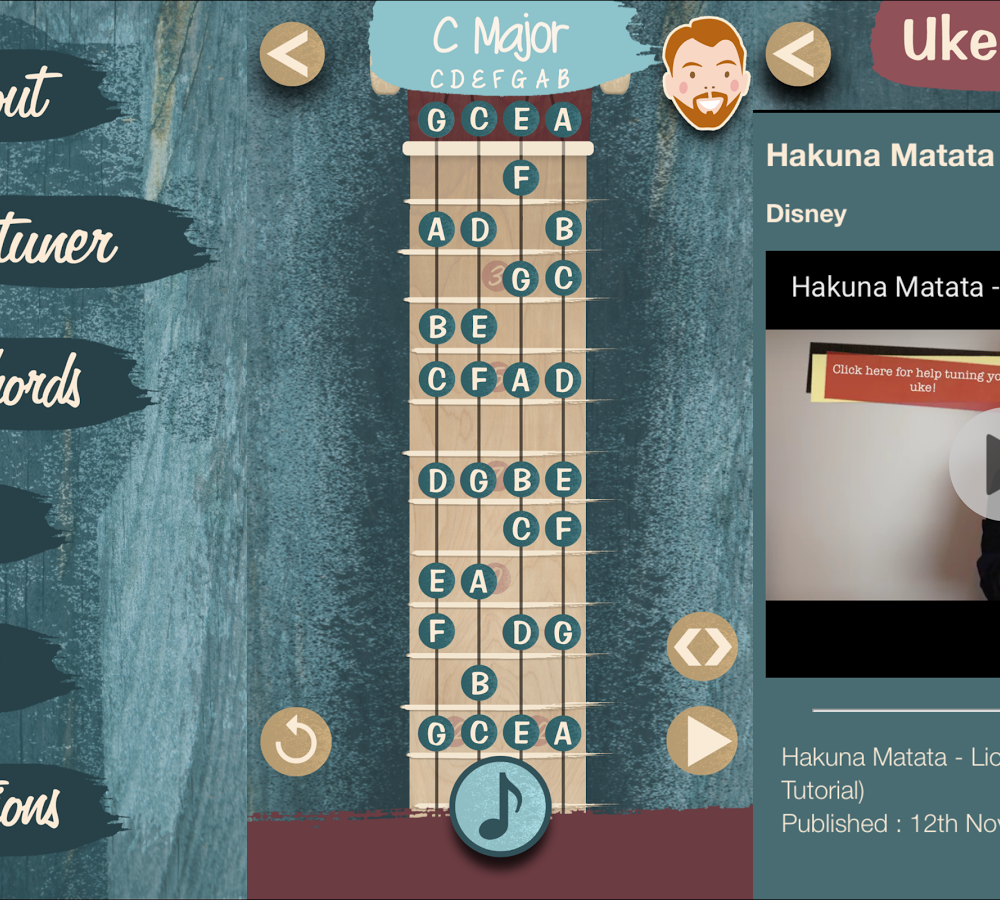 out
tuner
hords
ions
C Major
C D E F G A B
G C E A
F
A D B
3 G C
B E
C F A D
D G B E
C F
E A
F D G
B
G C E A
Uke
Hakuna Matata
Disney
Hakuna Matata -
Click here for help tuning yo
uke!
Hakuna Matata - Lio
Tutorial)
Published : 12th Nov